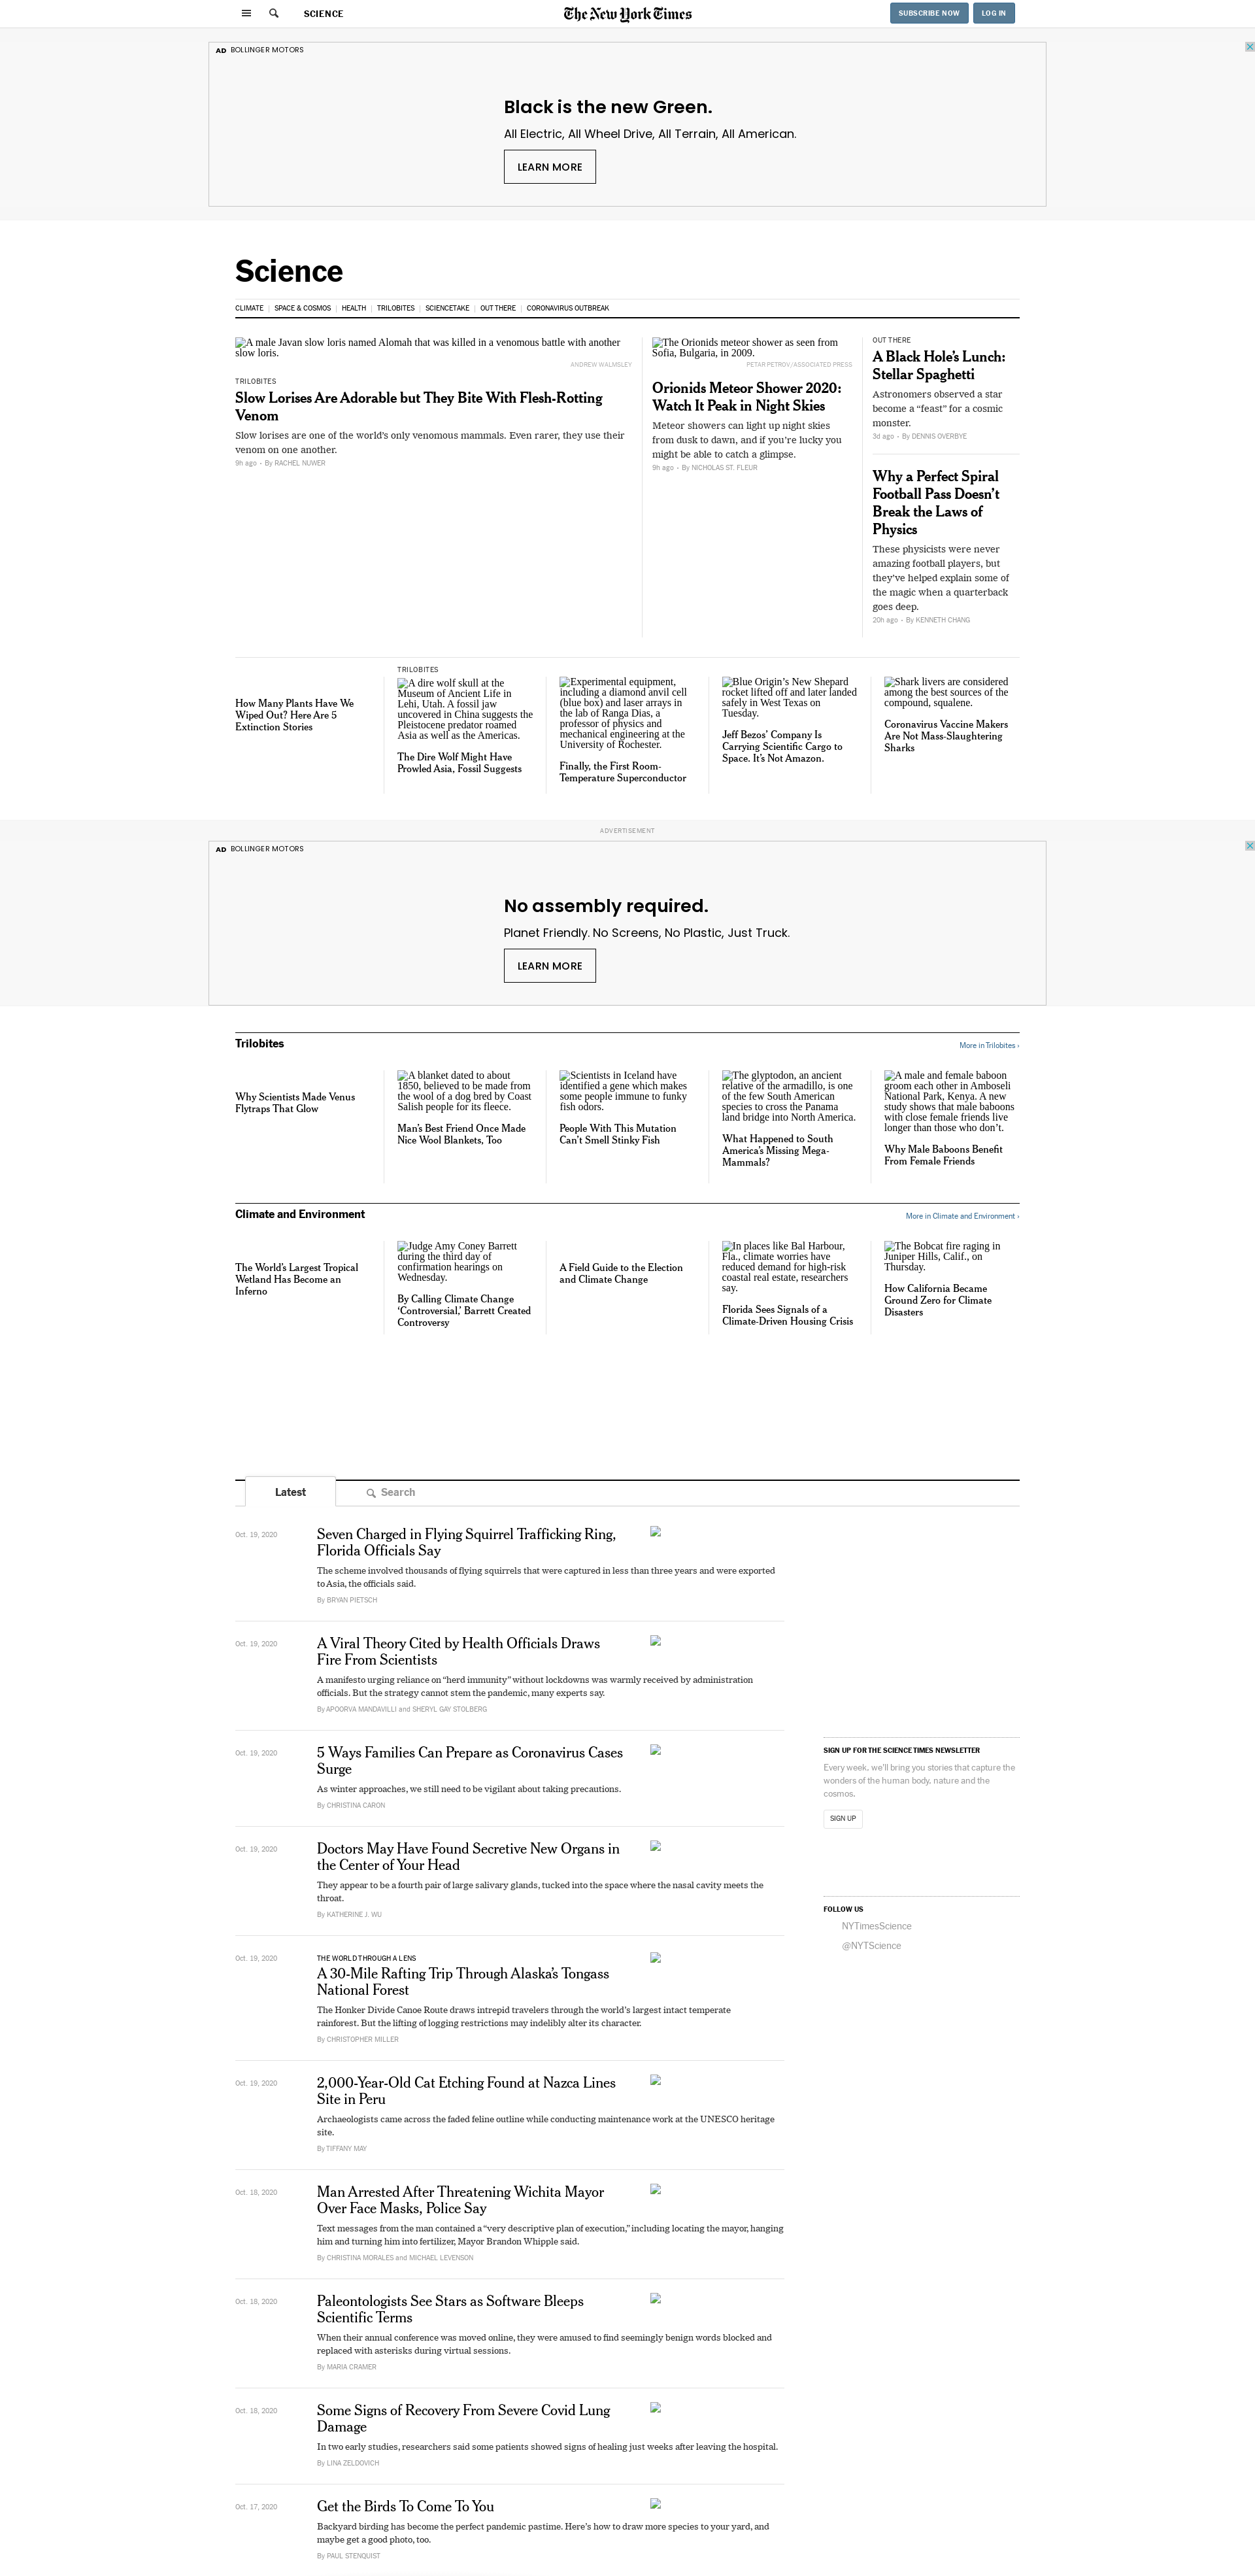 SCIENCE
The New York Times
SUBSCRIBE NOW
LOG IN
AD BOLLINGER MOTORS
Black is the new Green.
All Electric, All Wheel Drive, All Terrain, All American.
LEARN MORE
Science
CLIMATE | SPACE & COSMOS | HEALTH | TRILOBITES | SCIENCETAKE | OUT THERE | CORONAVIRUS OUTBREAK
A male Javan slow loris named Alomah that was killed in a venomous battle with another
slow loris.
ANDREW WALMSLEY
TRILOBITES
Slow Lorises Are Adorable but They Bite With Flesh-Rotting
Venom
Slow lorises are one of the world's only venomous mammals. Even rarer, they use their
venom on one another.
9h ago • By RACHEL NUWER
The Orionids meteor shower as seen from
Sofia, Bulgaria, in 2009.
PETAR PETROV/ASSOCIATED PRESS
Orionids Meteor Shower 2020:
Watch It Peak in Night Skies
Meteor showers can light up night skies
from dusk to dawn, and if you're lucky you
might be able to catch a glimpse.
9h ago • By NICHOLAS ST. FLEUR
OUT THERE
A Black Hole's Lunch:
Stellar Spaghetti
Astronomers observed a star
become a “feast” for a cosmic
monster.
3d ago • By DENNIS OVERBYE
Why a Perfect Spiral
Football Pass Doesn't
Break the Laws of
Physics
These physicists were never
amazing football players, but
they've helped explain some of
the magic when a quarterback
goes deep.
20h ago • By KENNETH CHANG
How Many Plants Have We
Wiped Out? Here Are 5
Extinction Stories
TRILOBITES
A dire wolf skull at the
Museum of Ancient Life in
Lehi, Utah. A fossil jaw
uncovered in China suggests the
Pleistocene predator roamed
Asia as well as the Americas.
The Dire Wolf Might Have
Prowled Asia, Fossil Suggests
Experimental equipment,
including a diamond anvil cell
(blue box) and laser arrays in
the lab of Ranga Dias, a
professor of physics and
mechanical engineering at the
University of Rochester.
Finally, the First Room-
Temperature Superconductor
Blue Origin's New Shepard
rocket lifted off and later landed
safely in West Texas on
Tuesday.
Jeff Bezos' Company Is
Carrying Scientific Cargo to
Space. It's Not Amazon.
Shark livers are considered
among the best sources of the
compound, squalene.
Coronavirus Vaccine Makers
Are Not Mass-Slaughtering
Sharks
ADVERTISEMENT
AD BOLLINGER MOTORS
No assembly required.
Planet Friendly. No Screens, No Plastic, Just Truck.
LEARN MORE
Trilobites
More in Trilobites ›
Why Scientists Made Venus
Flytraps That Glow
A blanket dated to about
1850, believed to be made from
the wool of a dog bred by Coast
Salish people for its fleece.
Man's Best Friend Once Made
Nice Wool Blankets, Too
Scientists in Iceland have
identified a gene which makes
some people immune to funky
fish odors.
People With This Mutation
Can't Smell Stinky Fish
The glyptodon, an ancient
relative of the armadillo, is one
of the few South American
species to cross the Panama
land bridge into North America.
What Happened to South
America's Missing Mega-
Mammals?
A male and female baboon
groom each other in Amboseli
National Park, Kenya. A new
study shows that male baboons
with close female friends live
longer than those who don't.
Why Male Baboons Benefit
From Female Friends
Climate and Environment
More in Climate and Environment ›
The World's Largest Tropical
Wetland Has Become an
Inferno
Judge Amy Coney Barrett
during the third day of
confirmation hearings on
Wednesday.
By Calling Climate Change
‘Controversial,’ Barrett Created
Controversy
A Field Guide to the Election
and Climate Change
In places like Bal Harbour,
Fla., climate worries have
reduced demand for high-risk
coastal real estate, researchers
say.
Florida Sees Signals of a
Climate-Driven Housing Crisis
The Bobcat fire raging in
Juniper Hills, Calif., on
Thursday.
How California Became
Ground Zero for Climate
Disasters
Latest
Search
Oct. 19, 2020
Seven Charged in Flying Squirrel Trafficking Ring,
Florida Officials Say
The scheme involved thousands of flying squirrels that were captured in less than three years and were exported
to Asia, the officials said.
By BRYAN PIETSCH
Oct. 19, 2020
A Viral Theory Cited by Health Officials Draws
Fire From Scientists
A manifesto urging reliance on “herd immunity” without lockdowns was warmly received by administration
officials. But the strategy cannot stem the pandemic, many experts say.
By APOORVA MANDAVILLI and SHERYL GAY STOLBERG
Oct. 19, 2020
5 Ways Families Can Prepare as Coronavirus Cases
Surge
As winter approaches, we still need to be vigilant about taking precautions.
By CHRISTINA CARON
Oct. 19, 2020
Doctors May Have Found Secretive New Organs in
the Center of Your Head
They appear to be a fourth pair of large salivary glands, tucked into the space where the nasal cavity meets the
throat.
By KATHERINE J. WU
Oct. 19, 2020
THE WORLD THROUGH A LENS
A 30-Mile Rafting Trip Through Alaska's Tongass
National Forest
The Honker Divide Canoe Route draws intrepid travelers through the world's largest intact temperate
rainforest. But the lifting of logging restrictions may indelibly alter its character.
By CHRISTOPHER MILLER
Oct. 19, 2020
2,000-Year-Old Cat Etching Found at Nazca Lines
Site in Peru
Archaeologists came across the faded feline outline while conducting maintenance work at the UNESCO heritage
site.
By TIFFANY MAY
Oct. 18, 2020
Man Arrested After Threatening Wichita Mayor
Over Face Masks, Police Say
Text messages from the man contained a “very descriptive plan of execution,” including locating the mayor, hanging
him and turning him into fertilizer, Mayor Brandon Whipple said.
By CHRISTINA MORALES and MICHAEL LEVENSON
Oct. 18, 2020
Paleontologists See Stars as Software Bleeps
Scientific Terms
When their annual conference was moved online, they were amused to find seemingly benign words blocked and
replaced with asterisks during virtual sessions.
By MARIA CRAMER
Oct. 18, 2020
Some Signs of Recovery From Severe Covid Lung
Damage
In two early studies, researchers said some patients showed signs of healing just weeks after leaving the hospital.
By LINA ZELDOVICH
Oct. 17, 2020
Get the Birds To Come To You
Backyard birding has become the perfect pandemic pastime. Here's how to draw more species to your yard, and
maybe get a good photo, too.
By PAUL STENQUIST
SIGN UP FOR THE SCIENCE TIMES NEWSLETTER
Every week, we'll bring you stories that capture the
wonders of the human body, nature and the
cosmos.
SIGN UP
FOLLOW US
NYTimesScience
@NYTScience